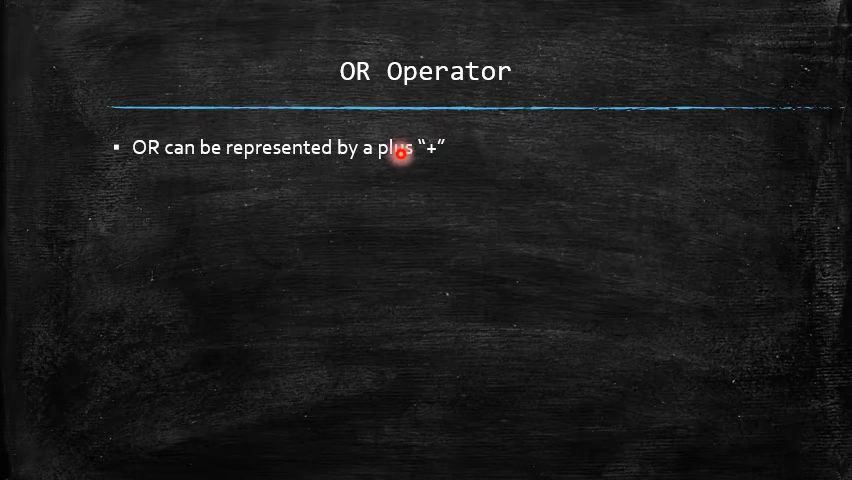 OR Operator
▪ OR can be represented by a plus “+”